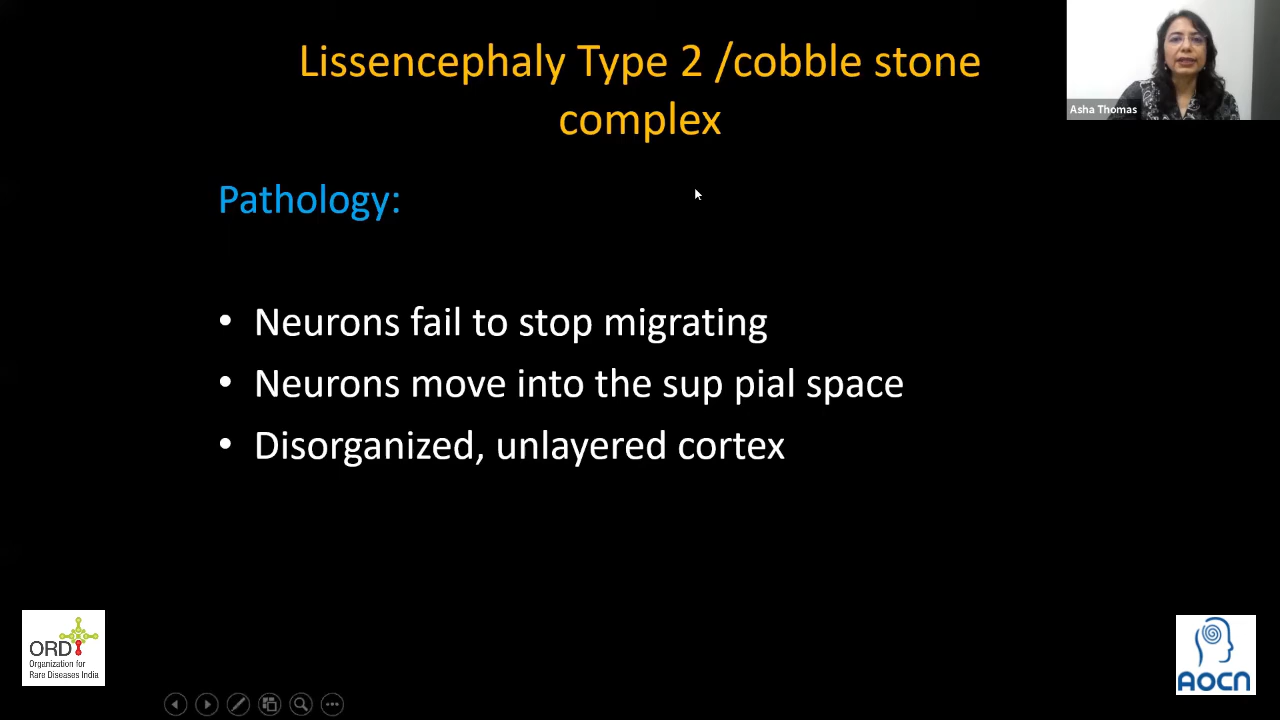 Lissencephaly Type 2 /cobble stone
complex
Asha Thomas
Pathology:
• Neurons fail to stop migrating
• Neurons move into the sup pial space
• Disorganized, unlayered cortex
ORDI
Organization for
Rare Diseases India
AOCN